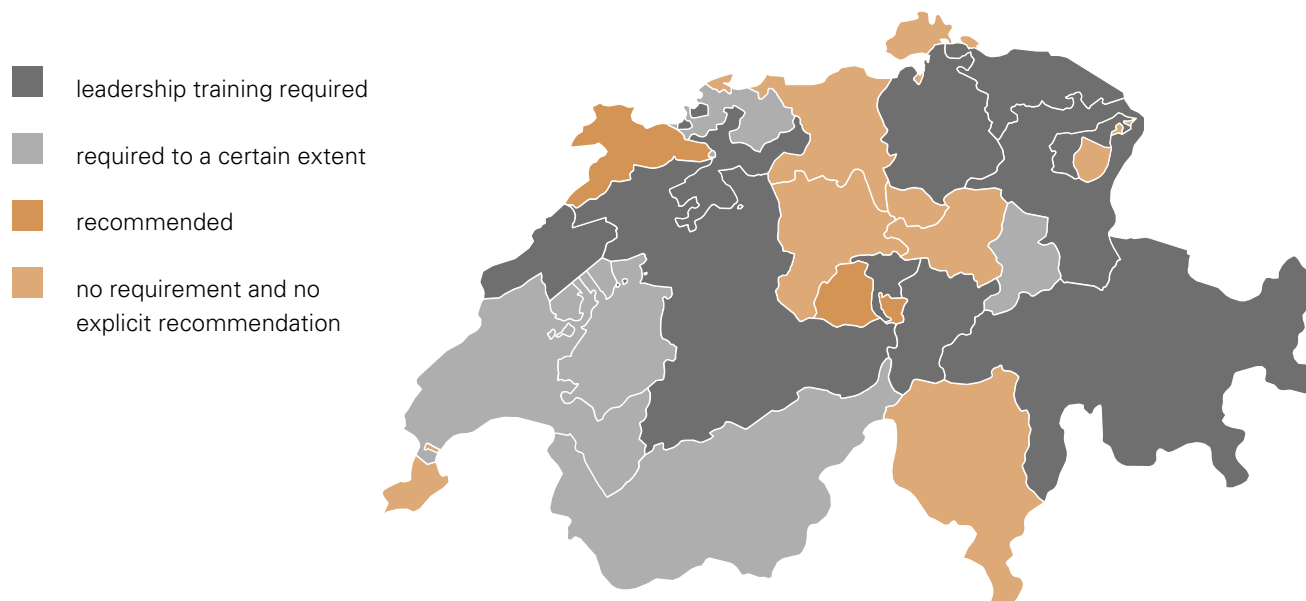 leadership training required
required to a certain extent
recommended
no requirement and no
explicit recommendation